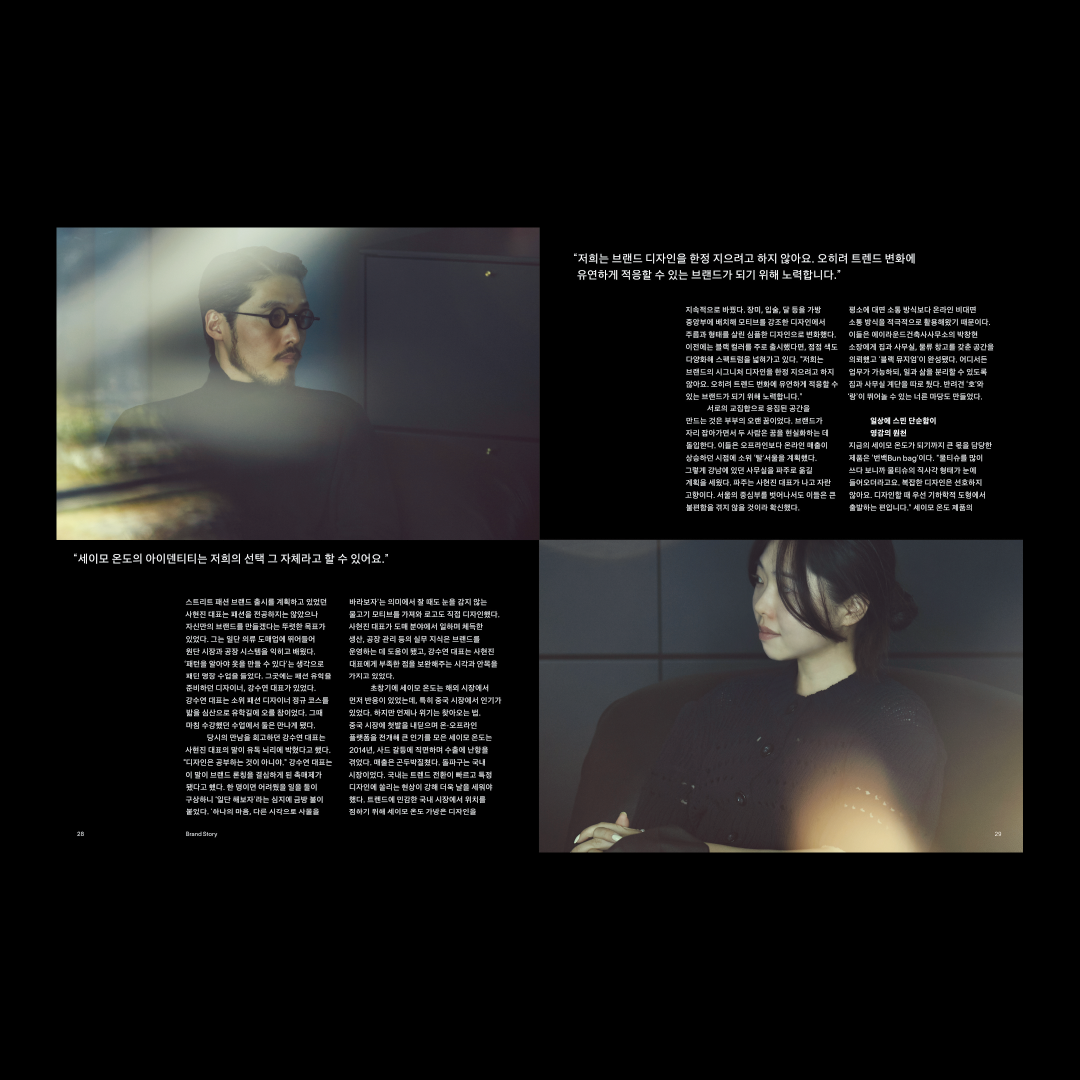 “세이모 온도의 아이덴티티는 저희의 선택 그 자체라고 할 수 있어요.”
스트리트 패션 브랜드 출시를 계획하고 있었던
사현진 대표는 패션을 전공하지는 않았으나
자신만의 브랜드를 만들겠다는 뚜렷한 목표가
있었다. 그는 일단 의류 도매업에 뛰어들어
원단 시장과 공장 시스템을 익히고 배웠다.
‘패턴을 알아야 옷을 만들 수 있다’는 생각으로
패턴 명장 수업을 들었다. 그곳에는 패션 유학을
준비하던 디자이너, 강수연 대표가 있었다.
강수연 대표는 소위 패션 디자이너 정규 코스를
밟을 심산으로 유학길에 오를 참이었다. 그때
마침 수강했던 수업에서 둘은 만나게 됐다.
당시의 만남을 회고하던 강수연 대표는
사현진 대표의 말이 유독 뇌리에 박혔다고 했다.
“디자인은 공부하는 것이 아니야.” 강수연 대표는
이 말이 브랜드 론칭을 결심하게 된 촉매제가
됐다고 했다. 한 명이면 어려웠을 일을 둘이
구상하니 ‘일단 해보자’라는 심지에 금방 불이
붙었다. ‘하나의 마음, 다른 시각으로 사물을
바라보자’는 의미에서 잘 때도 눈을 감지 않는
물고기 모티브를 가져와 로고도 직접 디자인했다.
사현진 대표가 도매 분야에서 일하며 체득한
생산, 공장 관리 등의 실무 지식은 브랜드를
운영하는 데 도움이 됐고, 강수연 대표는 사현진
대표에게 부족한 점을 보완해주는 시각과 안목을
가지고 있었다.
초창기에 세이모 온도는 해외 시장에서
먼저 반응이 있었는데, 특히 중국 시장에서 인기가
있었다. 하지만 언제나 위기는 찾아오는 법.
중국 시장에 첫발을 내딛으며 온·오프라인
플랫폼을 전개해 큰 인기를 모은 세이모 온도는
2014년, 사드 갈등에 직면하며 수출에 난항을
겪었다. 매출은 곤두박질쳤다. 돌파구는 국내
시장이었다. 국내는 트렌드 전환이 빠르고 특정
디자인에 쏠리는 현상이 강해 더욱 날을 세워야
했다. 트렌드에 민감한 국내 시장에서 위치를
점하기 위해 세이모 온도 가방은 디자인을
28
Brand Story
“저희는 브랜드 디자인을 한정 지으려고 하지 않아요. 오히려 트렌드 변화에
유연하게 적응할 수 있는 브랜드가 되기 위해 노력합니다.”
지속적으로 바꿨다. 장미, 입술, 달 등을 가방
중앙부에 배치해 모티브를 강조한 디자인에서
주름과 형태를 살린 심플한 디자인으로 변화했다.
이전에는 블랙 컬러를 주로 출시했다면, 점점 색도
다양화해 스펙트럼을 넓혀가고 있다. “저희는
브랜드의 시그니처 디자인을 한정 지으려고 하지
않아요. 오히려 트렌드 변화에 유연하게 적응할 수
있는 브랜드가 되기 위해 노력합니다.”
서로의 교집합으로 응집된 공간을
만드는 것은 부부의 오랜 꿈이었다. 브랜드가
자리 잡아가면서 두 사람은 꿈을 현실화하는 데
돌입한다. 이들은 오프라인보다 온라인 매출이
상승하던 시점에 소위 ‘탈’서울을 계획했다.
그렇게 강남에 있던 사무실을 파주로 옮길
계획을 세웠다. 파주는 사현진 대표가 나고 자란
고향이다. 서울의 중심부를 벗어나서도 이들은 큰
불편함을 겪지 않을 것이라 확신했다.
평소에 대면 소통 방식보다 온라인 비대면
소통 방식을 적극적으로 활용해왔기 때문이다.
이들은 에이라운드건축사사무소의 박창현
소장에게 집과 사무실, 물류 창고를 갖춘 공간을
의뢰했고 ‘블랙 뮤지엄’이 완성됐다. 어디서든
업무가 가능하되, 일과 삶을 분리할 수 있도록
집과 사무실 계단을 따로 뒀다. 반려견 ‘호’와
‘랑’이 뛰어놀 수 있는 너른 마당도 만들었다.
일상에 스민 단순함이
영감의 원천
지금의 세이모 온도가 되기까지 큰 몫을 담당한
제품은 ‘번백Bun bag’이다. “물티슈를 많이
쓰다 보니까 물티슈의 직사각 형태가 눈에
들어오더라고요. 복잡한 디자인은 선호하지
않아요. 디자인할 때 우선 기하학적 도형에서
출발하는 편입니다.” 세이모 온도 제품의
29